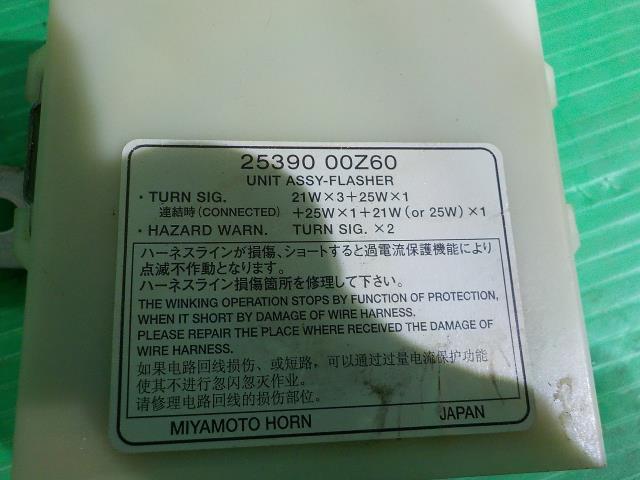 25390 00Z60
UNIT ASSY-FLASHER
・TURN SIG. 21W×3+25W×1
連結時(CONNECTED) +25W×1+21W(or 25W)×1
・HAZARD WARN. TURN SIG. ×2
ハーネスラインが損傷、ショートすると過電流保護機能により
点滅不作動となります。
ハーネスライン損傷箇所を修理して下さい。
THE WINKING OPERATION STOPS BY FUNCTION OF PROTECTION,
WHEN IT SHORT BY DAMAGE OF WIRE HARNESS.
PLEASE REPAIR THE PLACE WHERE RECEIVED THE DAMAGE OF
WIRE HARNESS.
如果电路回线损伤、或短路，可以通过过量电流保护功能
使其不进行忽闪忽灭作业。
请修理电路回线的损伤部位。
MIYAMOTO HORN JAPAN